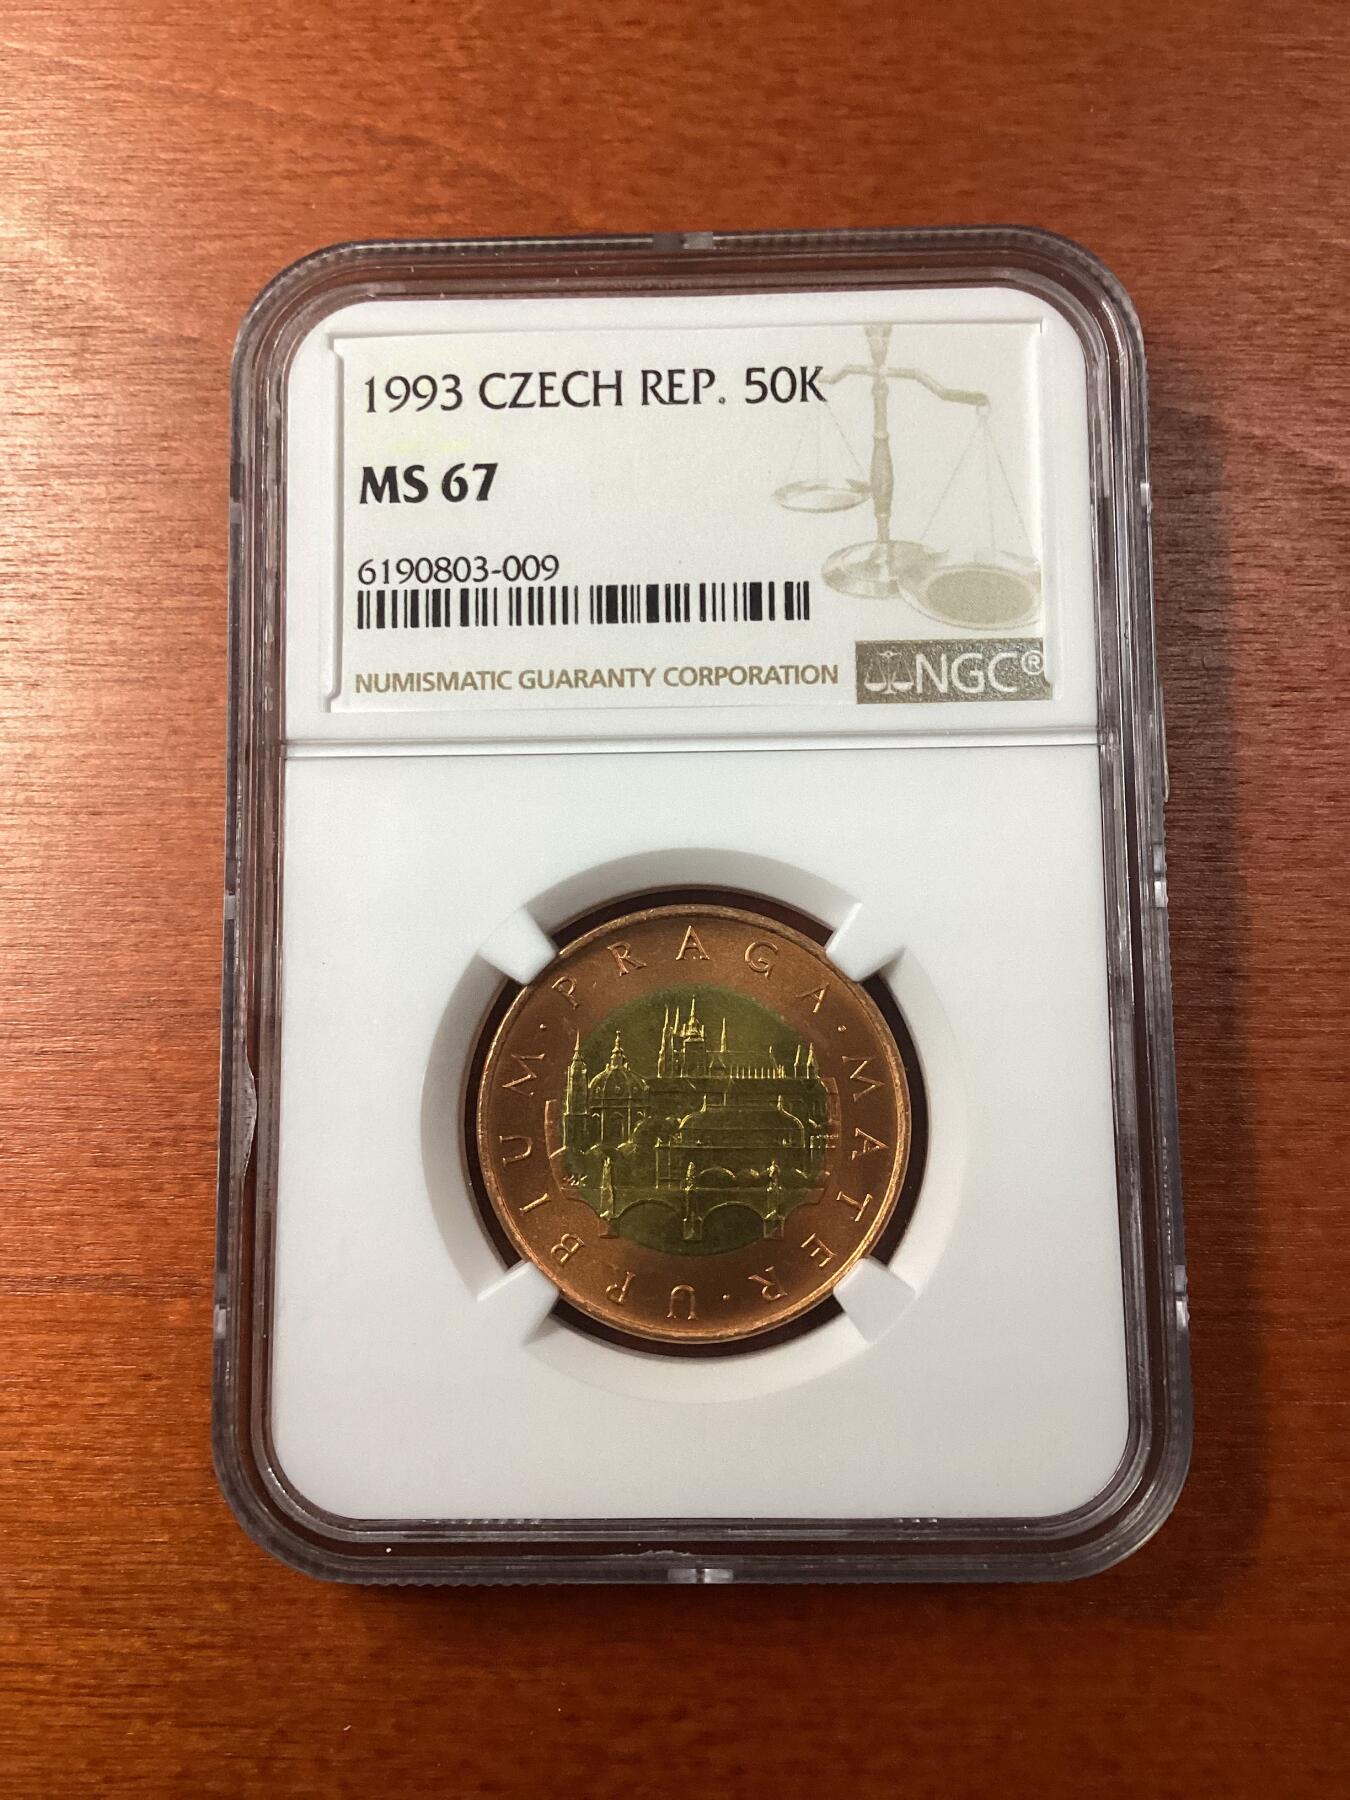 1993 CZECH REP. 50K
MS 67
6190803-009
NUMISMATIC GUARANTY CORPORATION
NGC®
PRAGA · MATER · URBIUM ·